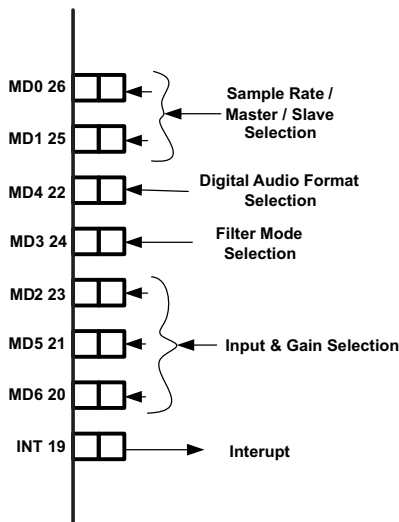 MD0 26
Sample Rate /
Master / Slave
Selection
MD1 25
MD4 22
Digital Audio Format
Selection
MD3 24
Filter Mode
Selection
MD2 23
MD5 21
Input & Gain Selection
MD6 20
INT 19
Interupt